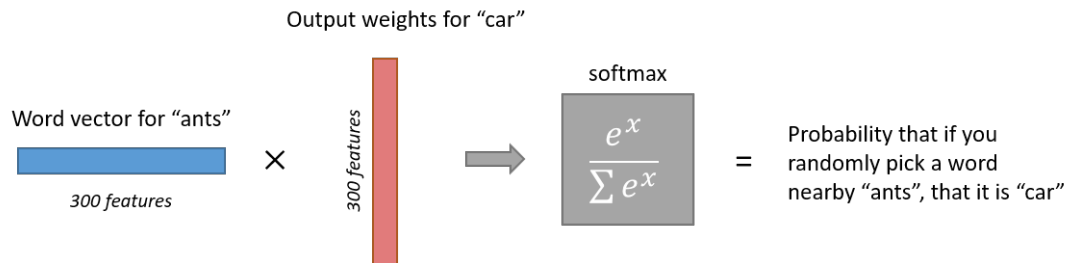 Output weights for “car”
softmax
Word vector for “ants”
300 features
×
300 features
e^x
∑ e^x
=
Probability that if you
randomly pick a word
nearby “ants”, that it is “car”